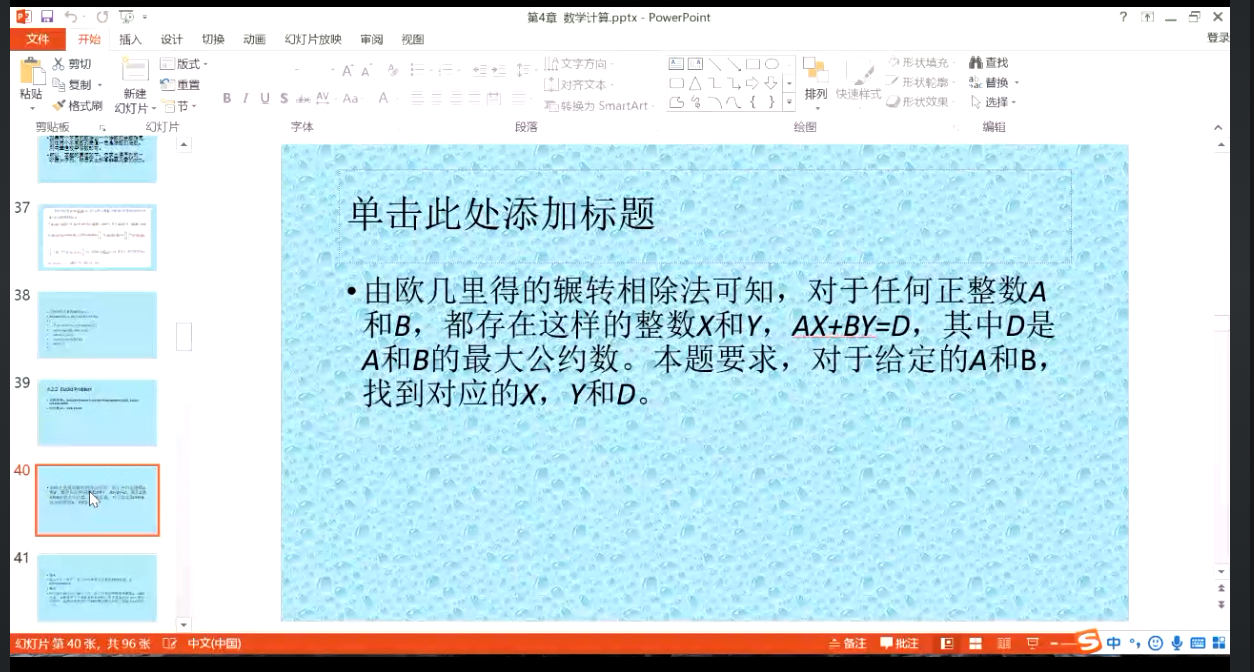 第4章 数学计算.pptx - PowerPoint
登录
文件 开始 插入 设计 切换 动画 幻灯片放映 审阅 视图
粘贴
剪切
复制
格式刷
剪贴板
新建
幻灯片
版式
重置
节
幻灯片
B I U S abc AV Aa A
字体
文字方向
对齐文本
转换为 SmartArt
段落
排列
快速样式
形状填充
形状轮廓
形状效果
绘图
查找
替换
选择
编辑
37
38
39
40
41
单击此处添加标题
•由欧几里得的辗转相除法可知，对于任何正整数A
和B，都存在这样的整数X和Y，AX+BY=D，其中D是
A和B的最大公约数。本题要求，对于给定的A和B，
找到对应的X，Y和D。
幻灯片 第 40 张，共 96 张 中文(中国) 备注 批注 中